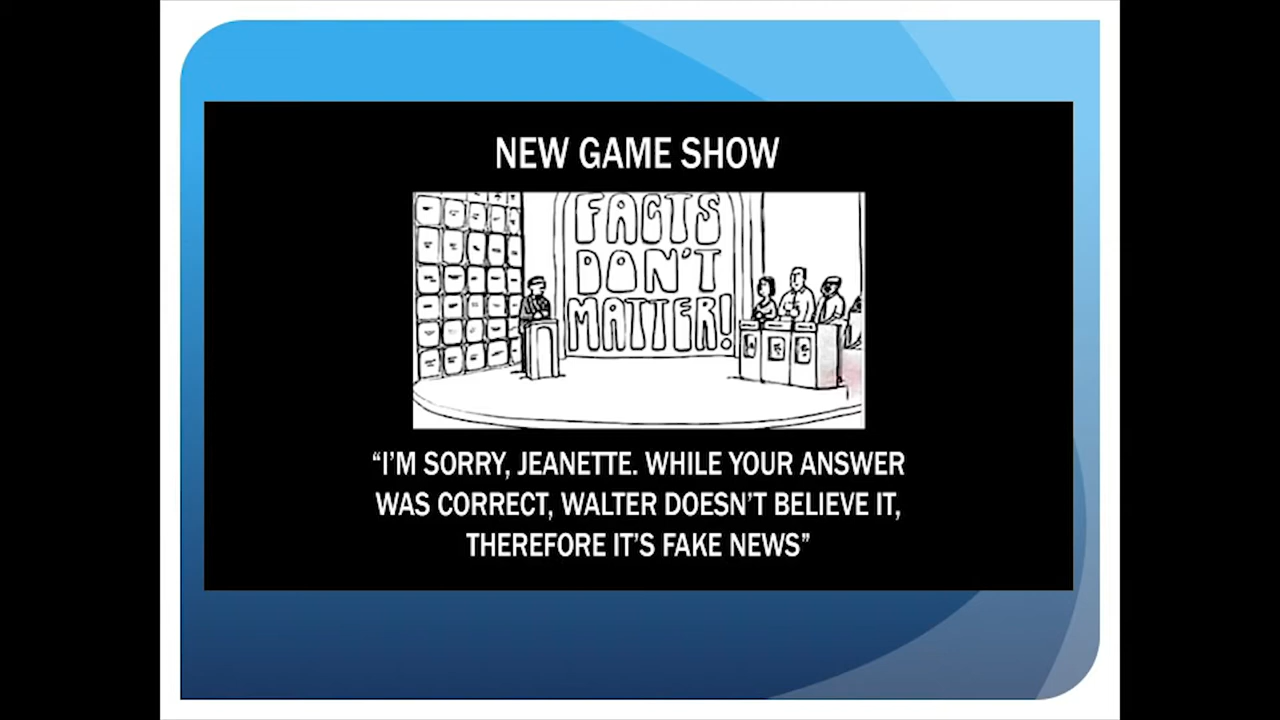 NEW GAME SHOW
FACTS
DON'T
MATTER!
“I'M SORRY, JEANETTE. WHILE YOUR ANSWER
WAS CORRECT, WALTER DOESN'T BELIEVE IT,
THEREFORE IT'S FAKE NEWS”